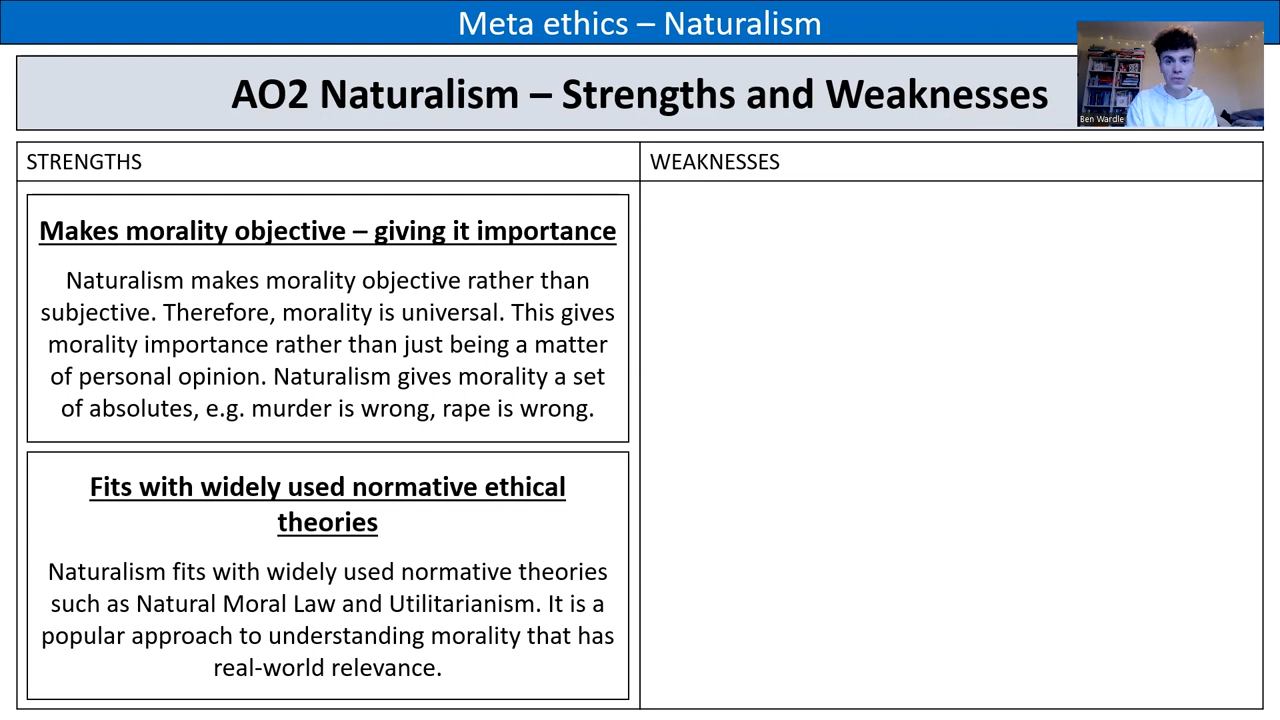 Meta ethics – Naturalism
AO2 Naturalism – Strengths and Weaknesses
Ben Wardle
STRENGTHS
WEAKNESSES
Makes morality objective – giving it importance
Naturalism makes morality objective rather than
subjective. Therefore, morality is universal. This gives
morality importance rather than just being a matter
of personal opinion. Naturalism gives morality a set
of absolutes, e.g. murder is wrong, rape is wrong.
Fits with widely used normative ethical
theories
Naturalism fits with widely used normative theories
such as Natural Moral Law and Utilitarianism. It is a
popular approach to understanding morality that has
real-world relevance.